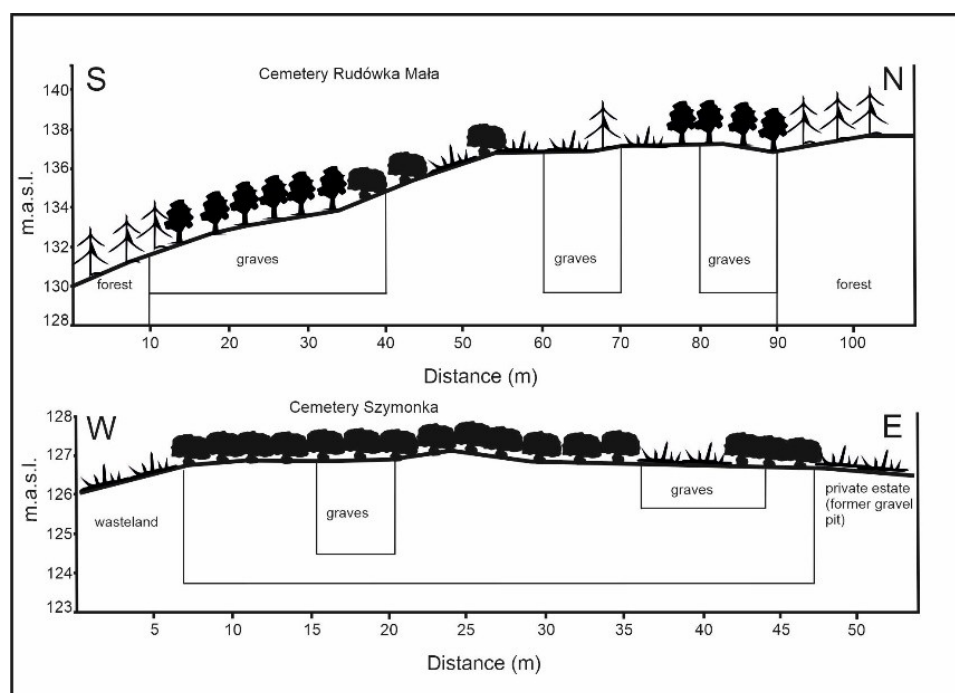 S
Cemetery Rudówka Mała
N
140
138
136
134
132
130
128
m.a.s.l.
forest
graves
graves
graves
forest
10 20 30 40 50 60 70 80 90 100
Distance (m)
Cemetery Szymonka
W
E
128
127
126
125
124
123
m.a.s.l.
wasteland
graves
graves
private estate
(former gravel
pit)
5 10 15 20 25 30 35 40 45 50
Distance (m)